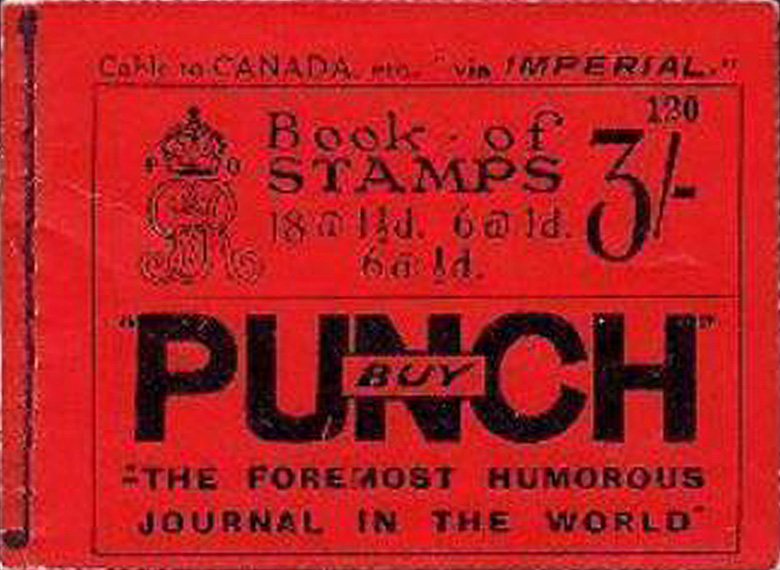 Cable to CANADA, etc. "via IMPERIAL."
120
P O
GR
Book · of
STAMPS
3/-
18 @ 1½d. 6 @ 1d.
6 @ ½d.
"PUNCH"
BUY
"THE FOREMOST HUMOROUS
JOURNAL IN THE WORLD"